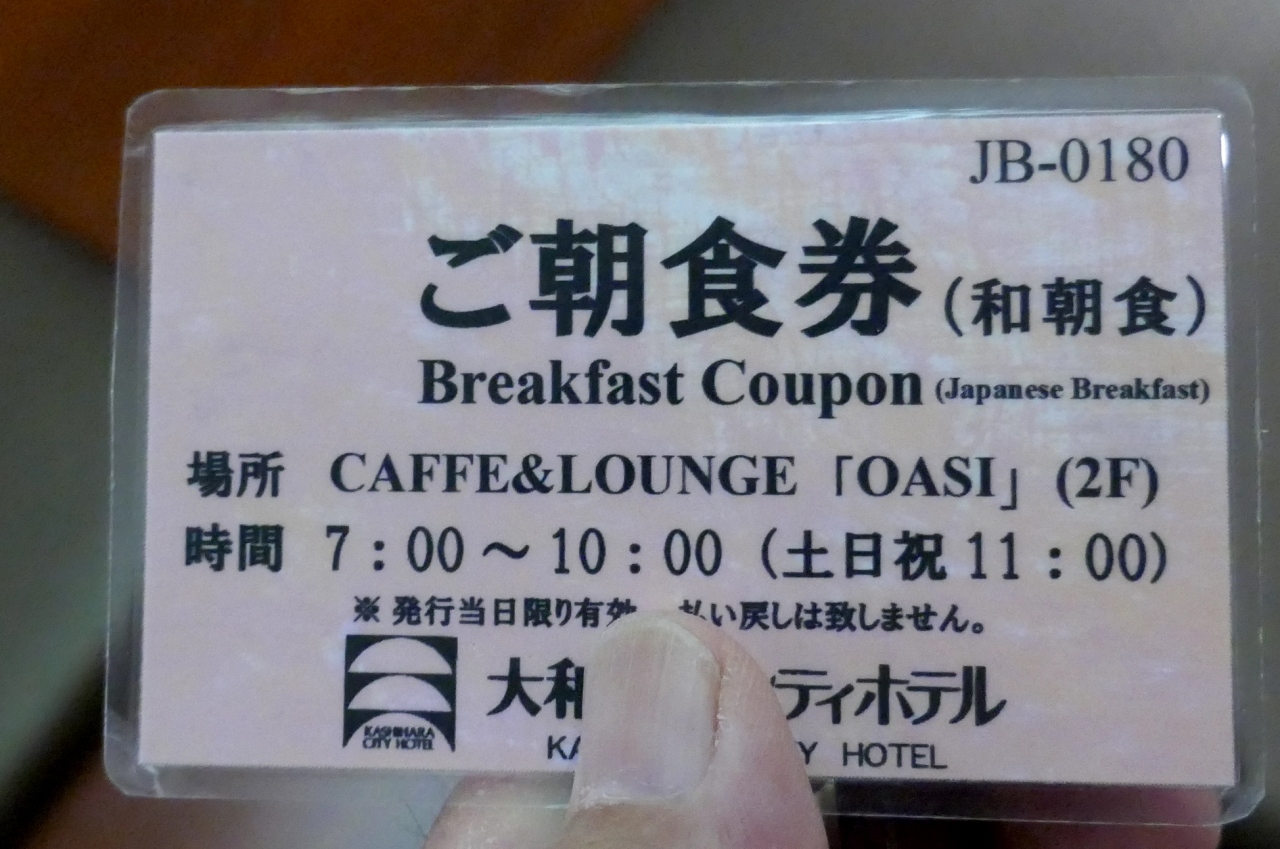 JB-0180
ご朝食券(和朝食)
Breakfast Coupon (Japanese Breakfast)
場所 CAFFE&LOUNGE「OASI」(2F)
時間 7:00~10:00(土日祝11:00)
※発行当日限り有効 払い戻しは致しません。
KASHIHARA
CITY HOTEL
大和 ティホテル
HOTEL